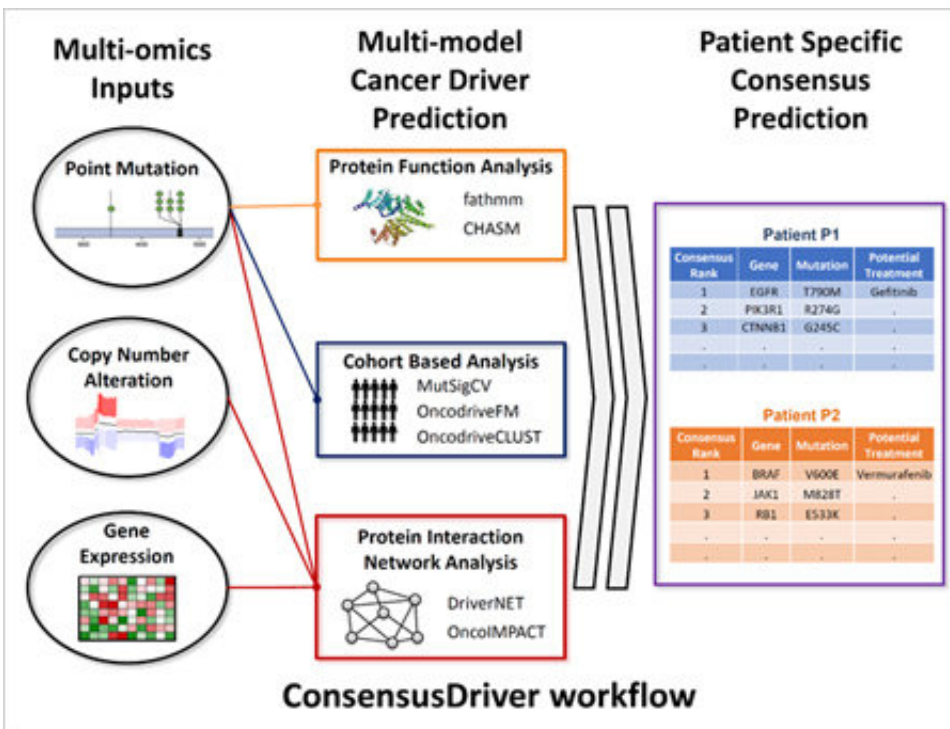 Multi-omics
Inputs
Multi-model
Cancer Driver
Prediction
Patient Specific
Consensus
Prediction
Point Mutation
Copy Number
Alteration
Gene
Expression
Protein Function Analysis
fathmm
CHASM
Cohort Based Analysis
MutSigCV
OncodriveFM
OncodriveCLUST
Protein Interaction
Network Analysis
DriverNET
OncoIMPACT
Patient P1
Consensus Rank Gene Mutation Potential Treatment
1 EGFR T790M Gefitinib
2 PIK3R1 R274G .
3 CTNNB1 G245C .
. . . .
. . . .
Patient P2
Consensus Rank Gene Mutation Potential Treatment
1 BRAF V600E Vermurafenib
2 JAK1 M828T .
3 RB1 E533K .
. . . .
. . . .
ConsensusDriver workflow